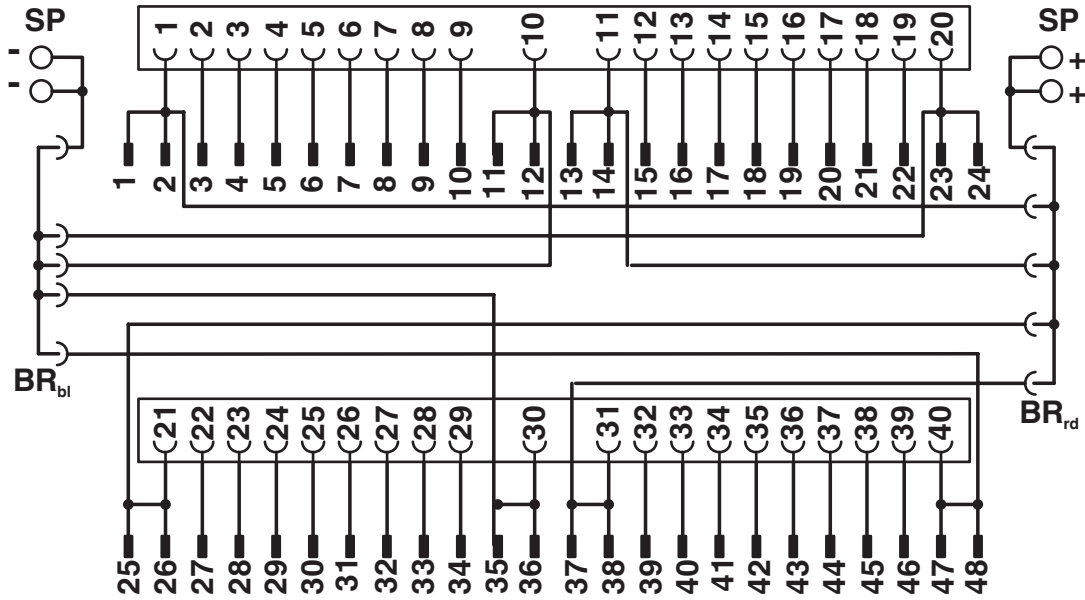 SP SP
1 2 3 4 5 6 7 8 9 10 11 12 13 14 15 16 17 18 19 20
- +
- +
1 2 3 4 5 6 7 8 9 10 11 12 13 14 15 16 17 18 19 20 21 22 23 24
BRbl BRrd
21 22 23 24 25 26 27 28 29 30 31 32 33 34 35 36 37 38 39 40
25 26 27 28 29 30 31 32 33 34 35 36 37 38 39 40 41 42 43 44 45 46 47 48